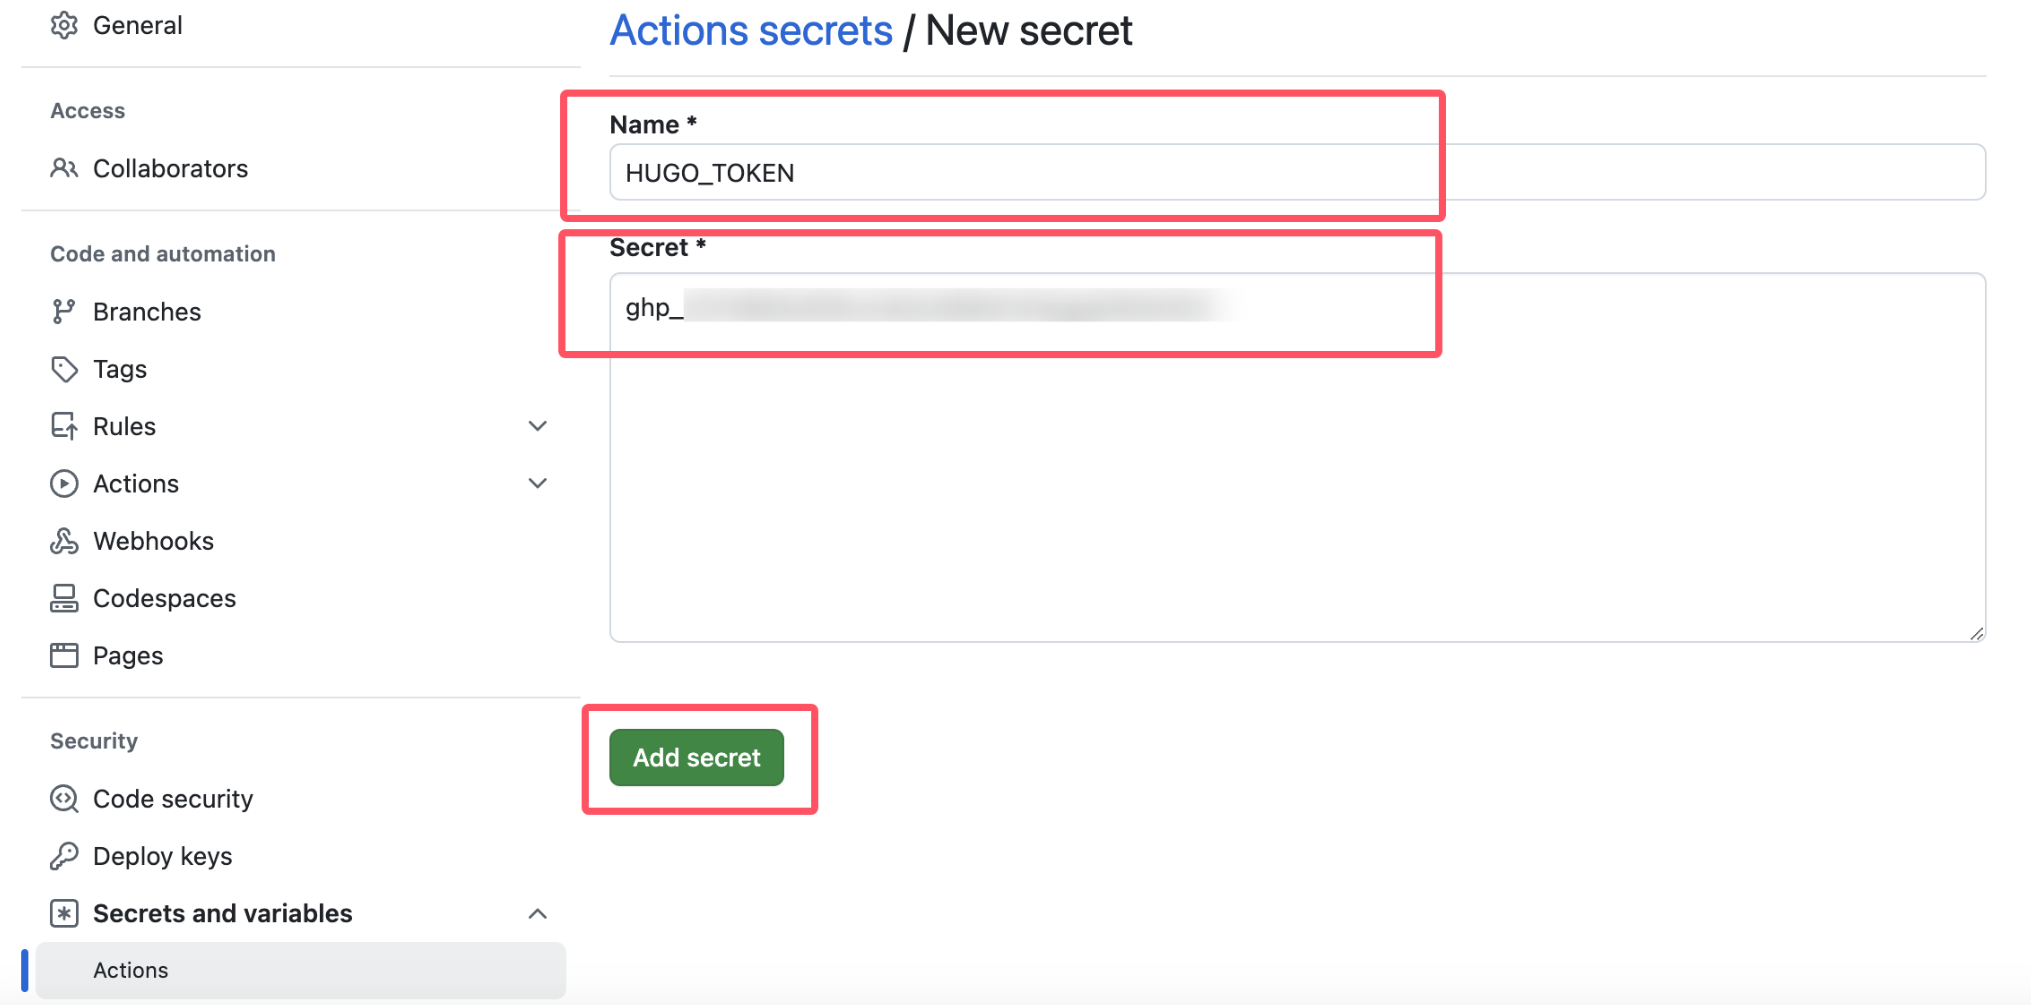 General
Access
Collaborators
Code and automation
Branches
Tags
Rules
Actions
Webhooks
Codespaces
Pages
Security
Code security
Deploy keys
Secrets and variables
Actions
Actions secrets / New secret
Name *
HUGO_TOKEN
Secret *
ghp_
Add secret